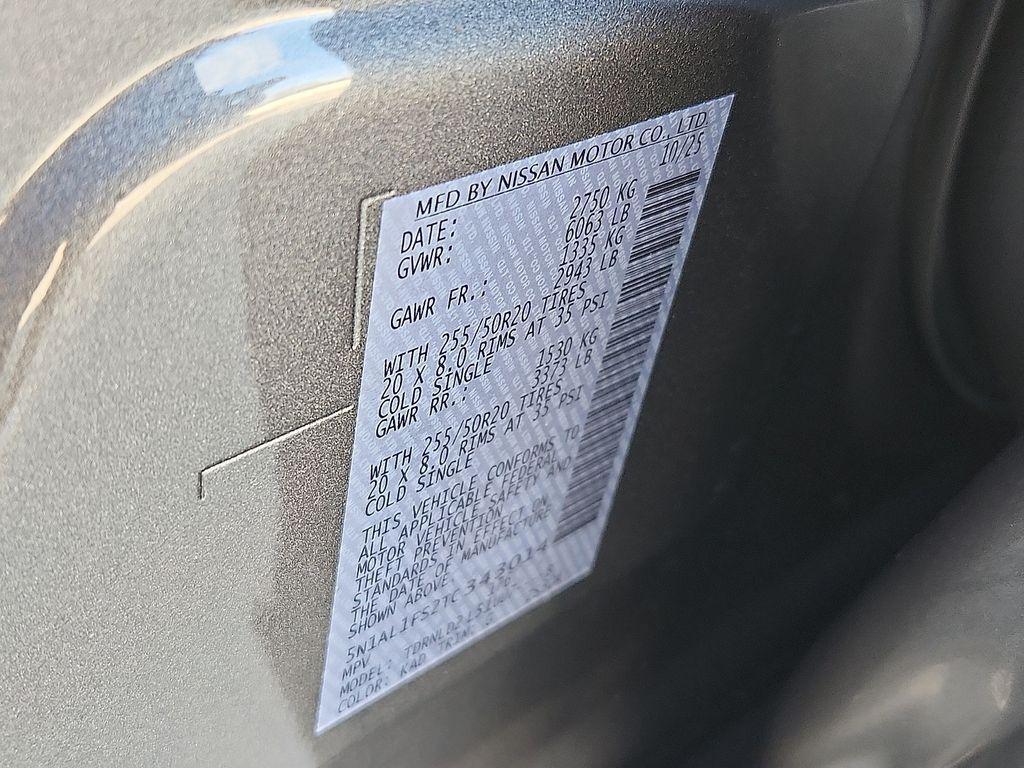 MFD BY NISSAN MOTOR CO., LTD
DATE: 10/25
GVWR: 2750 KG
6063 LB
GAWR FR.: 1335 KG
2943 LB
WITH 255/50R20 TIRES
20 X 8.0 RIMS AT 35 PSI
COLD SINGLE
GAWR RR.: 1530 KG
3373 LB
WITH 255/50R20 TIRES
20 X 8.0 RIMS AT 35 PSI
COLD SINGLE
THIS VEHICLE CONFORMS TO
ALL APPLICABLE FEDERAL
MOTOR VEHICLE SAFETY AND
THEFT PREVENTION
STANDARDS IN EFFECT ON
THE DATE OF MANUFACTURE
SHOWN ABOVE
5N1AL1FS2TC343014
MPV
MODEL:
COLOR: KAD TRIM: G